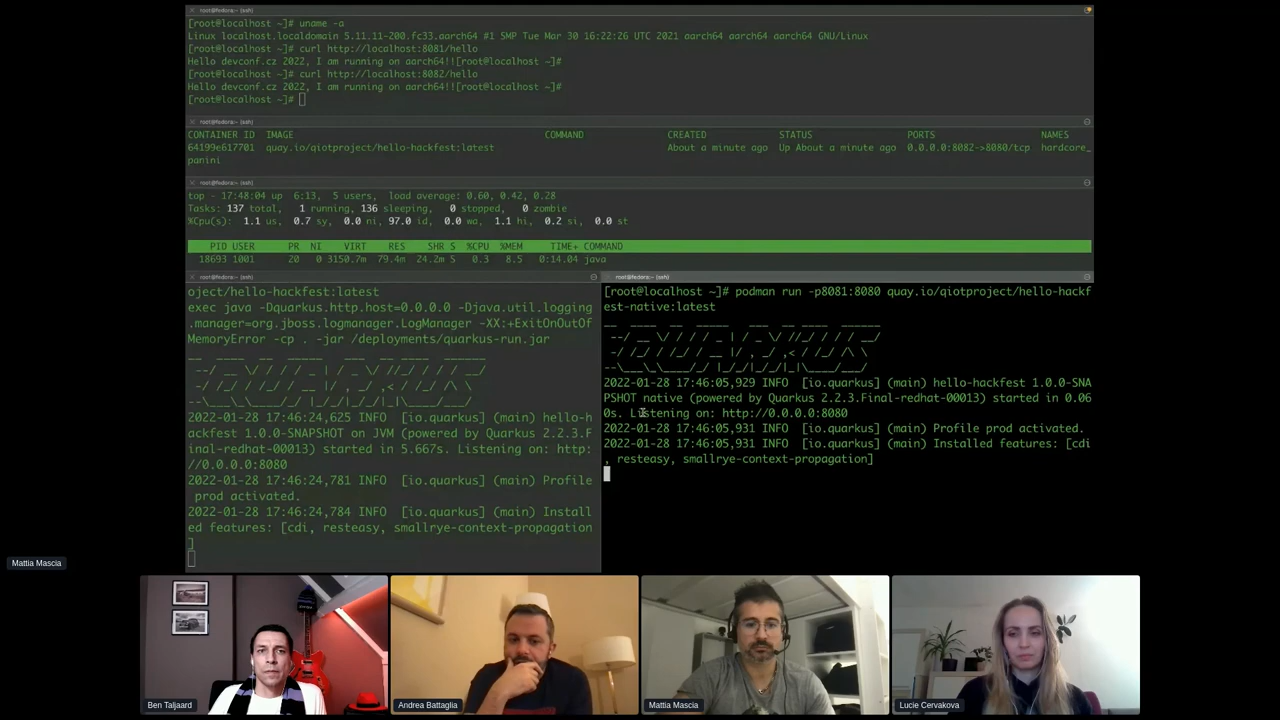 root@fedora:~ (ssh)
[root@localhost ~]# uname -a
Linux localhost.localdomain 5.11.11-200.fc33.aarch64 #1 SMP Tue Mar 30 16:22:26 UTC 2021 aarch64 aarch64 aarch64 GNU/Linux
[root@localhost ~]# curl http://localhost:8081/hello
Hello devconf.cz 2022, I am running on aarch64!![root@localhost ~]#
[root@localhost ~]# curl http://localhost:8082/hello
Hello devconf.cz 2022, I am running on aarch64!![root@localhost ~]#
[root@localhost ~]#
root@fedora:~ (ssh)
CONTAINER ID IMAGE COMMAND CREATED STATUS PORTS NAMES
64199e617701 quay.io/qiotproject/hello-hackfest:latest About a minute ago Up About a minute ago 0.0.0.0:8082->8080/tcp hardcore_
panini
root@fedora:~ (ssh)
top - 17:48:04 up 6:13, 5 users, load average: 0.60, 0.42, 0.28
Tasks: 137 total, 1 running, 136 sleeping, 0 stopped, 0 zombie
%Cpu(s): 1.1 us, 0.7 sy, 0.0 ni, 97.0 id, 0.0 wa, 1.1 hi, 0.2 si, 0.0 st
PID USER PR NI VIRT RES SHR S %CPU %MEM TIME+ COMMAND
18693 1001 20 0 3150.7m 79.4m 24.2m S 0.3 8.5 0:14.04 java
root@fedora:~ (ssh)
oject/hello-hackfest:latest
exec java -Dquarkus.http.host=0.0.0.0 -Djava.util.logging
.manager=org.jboss.logmanager.LogManager -XX:+ExitOnOutOf
MemoryError -cp . -jar /deployments/quarkus-run.jar
2022-01-28 17:46:24,625 INFO [io.quarkus] (main) hello-h
ackfest 1.0.0-SNAPSHOT on JVM (powered by Quarkus 2.2.3.F
inal-redhat-00013) started in 5.667s. Listening on: http:
//0.0.0.0:8080
2022-01-28 17:46:24,781 INFO [io.quarkus] (main) Profile
prod activated.
2022-01-28 17:46:24,784 INFO [io.quarkus] (main) Install
ed features: [cdi, resteasy, smallrye-context-propagation
]
root@fedora:~ (ssh)
[root@localhost ~]# podman run -p8081:8080 quay.io/qiotproject/hello-hackf
est-native:latest
2022-01-28 17:46:05,929 INFO [io.quarkus] (main) hello-hackfest 1.0.0-SNA
PSHOT native (powered by Quarkus 2.2.3.Final-redhat-00013) started in 0.06
0s. Listening on: http://0.0.0.0:8080
2022-01-28 17:46:05,931 INFO [io.quarkus] (main) Profile prod activated.
2022-01-28 17:46:05,931 INFO [io.quarkus] (main) Installed features: [cdi
, resteasy, smallrye-context-propagation]
Mattia Mascia
Ben Taljaard
Andrea Battaglia
Mattia Mascia
Lucie Cervakova